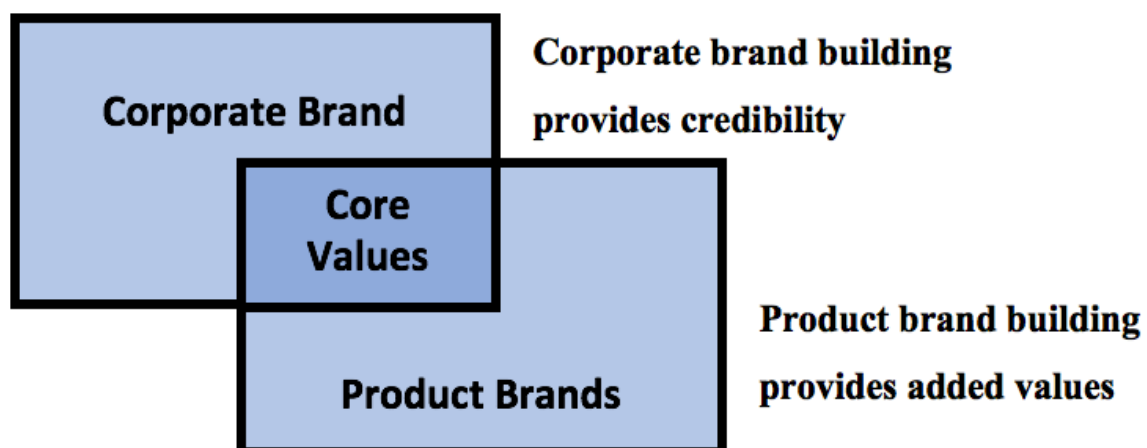 Corporate Brand
Corporate brand building
provides credibility
Core
Values
Product Brands
Product brand building
provides added values